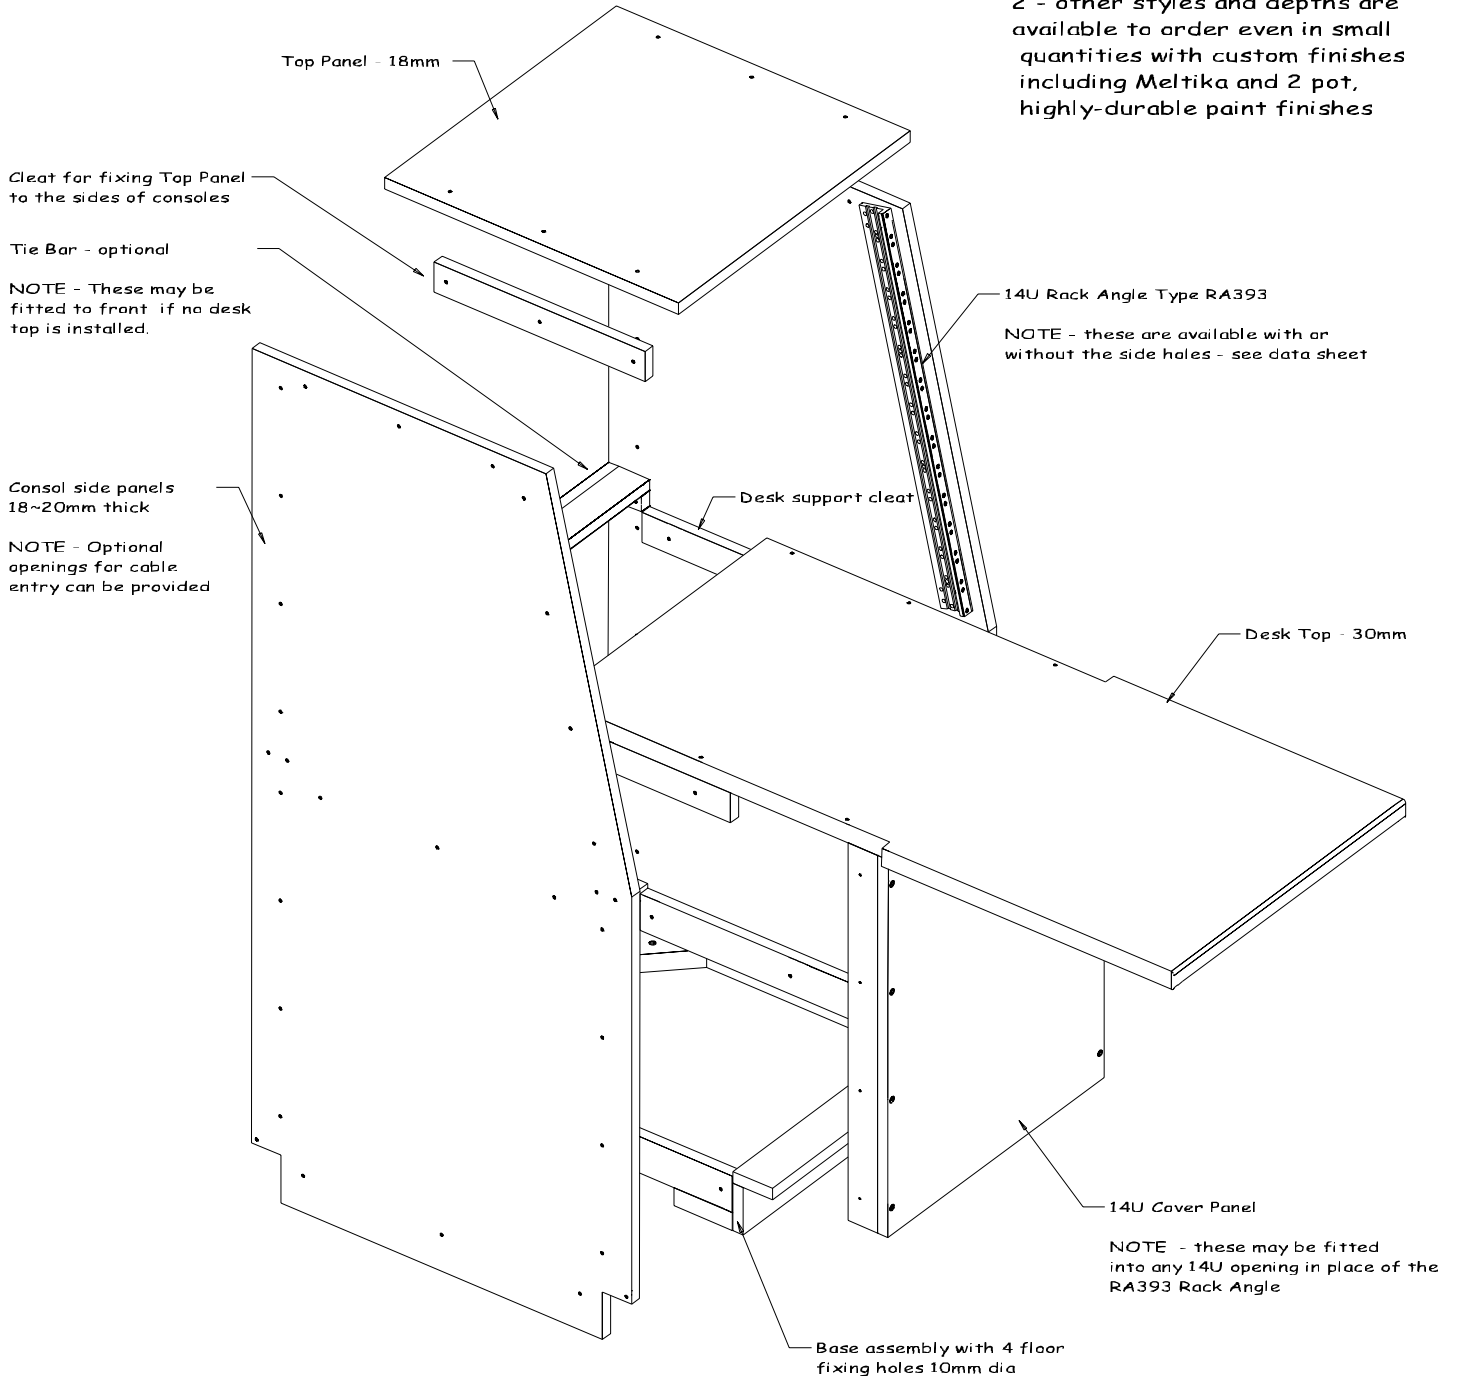 2 - other styles and depths are
available to order even in small
quantities with custom finishes
including Meltika and 2 pot,
highly-durable paint finishes
Top Panel - 18mm
Cleat for fixing Top Panel
to the sides of consoles
Tie Bar - optional
NOTE - These may be
fitted to front if no desk
top is installed.
14U Rack Angle Type RA393
NOTE - these are available with or
without the side holes - see data sheet
Consol side panels
18~20mm thick
NOTE - Optional
openings for cable
entry can be provided
Desk support cleat
Desk Top - 30mm
14U Cover Panel
NOTE - these may be fitted
into any 14U opening in place of the
RA393 Rack Angle
Base assembly with 4 floor
fixing holes 10mm dia